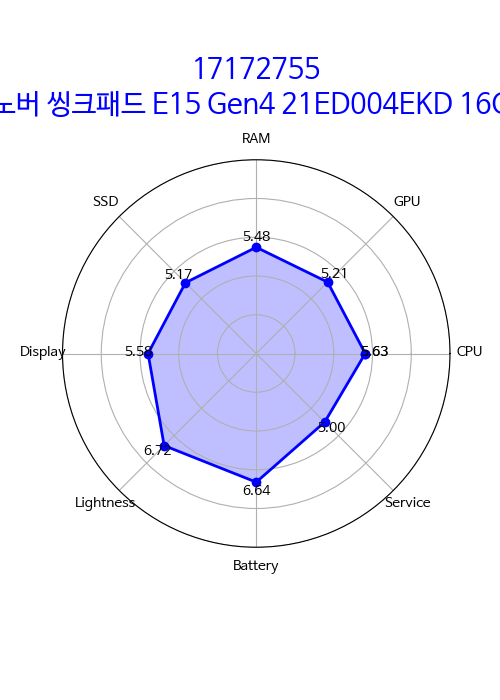 17172755
노버 씽크패드 E15 Gen4 21ED004EKD 16G
RAM
SSD
GPU
5.48
5.17
5.21
Display
5.58
5.63
CPU
6.72
5.00
6.64
Lightness
Service
Battery